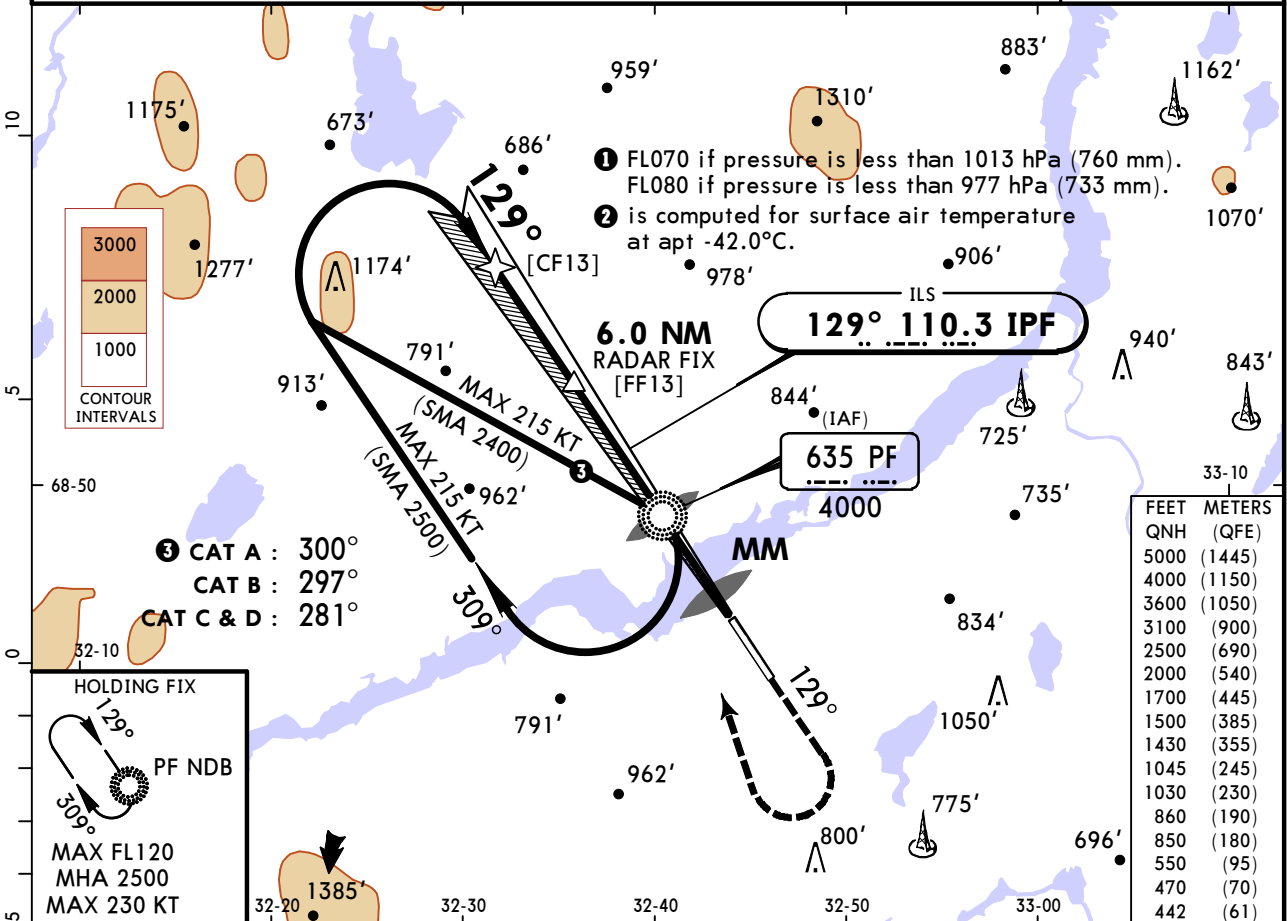 883'
1162'
959'
1310'
1175'
673'
686'
10
❶ FL070 if pressure is less than 1013 hPa (760 mm).
FL080 if pressure is less than 977 hPa (733 mm).
❷ is computed for surface air temperature
at apt -42.0°C.
1070'
129°
[CF13]
978'
906'
3000
2000
1000
CONTOUR
INTERVALS
1277'
1174'
ILS
129° 110.3 IPF
6.0 NM
RADAR FIX
[FF13]
791'
940'
843'
5
913'
MAX 215 KT
(SMA 2400)
844'
(IAF)
635 PF
4000
725'
MAX 215 KT
(SMA 2500)
❸
962'
68-50
33-10
735'
MM
❸ CAT A : 300°
CAT B : 297°
CAT C & D : 281°
309°
834'
0
32-10
129°
791'
1050'
962'
775'
800'
696'
HOLDING FIX
129°
PF NDB
309°
MAX FL120
MHA 2500
MAX 230 KT
1385'
5
32-20
32-30
32-40
32-50
33-00
FEET METERS
QNH (QFE)
5000 (1445)
4000 (1150)
3600 (1050)
3100 (900)
2500 (690)
2000 (540)
1700 (445)
1500 (385)
1430 (355)
1045 (245)
1030 (230)
860 (190)
850 (180)
550 (95)
470 (70)
442 (61)